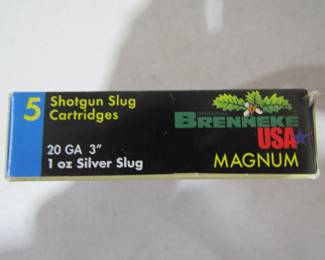 5 Shotgun Slug
Cartridges
BRENNEKE
USA
20 GA 3"
1 oz Silver Slug
MAGNUM